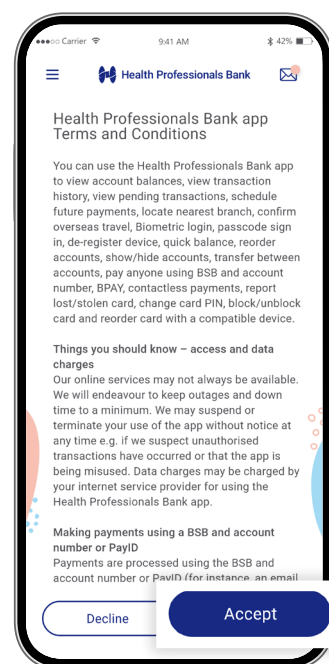 Carrier 9:41 AM 42%
Health Professionals Bank
Health Professionals Bank app
Terms and Conditions
You can use the Health Professionals Bank app
to view account balances, view transaction
history, view pending transactions, schedule
future payments, locate nearest branch, confirm
overseas travel, Biometric login, passcode sign
in, de-register device, quick balance, reorder
accounts, show/hide accounts, transfer between
accounts, pay anyone using BSB and account
number, BPAY, contactless payments, report
lost/stolen card, change card PIN, block/unblock
card and reorder card with a compatible device.
Things you should know – access and data
charges
Our online services may not always be available.
We will endeavour to keep outages and down
time to a minimum. We may suspend or
terminate your use of the app without notice at
any time e.g. if we suspect unauthorised
transactions have occurred or that the app is
being misused. Data charges may be charged by
your internet service provider for using the
Health Professionals Bank app.
Making payments using a BSB and account
number or PayID
Payments are processed using the BSB and
account number or PayID (for instance, an email
Decline
Accept